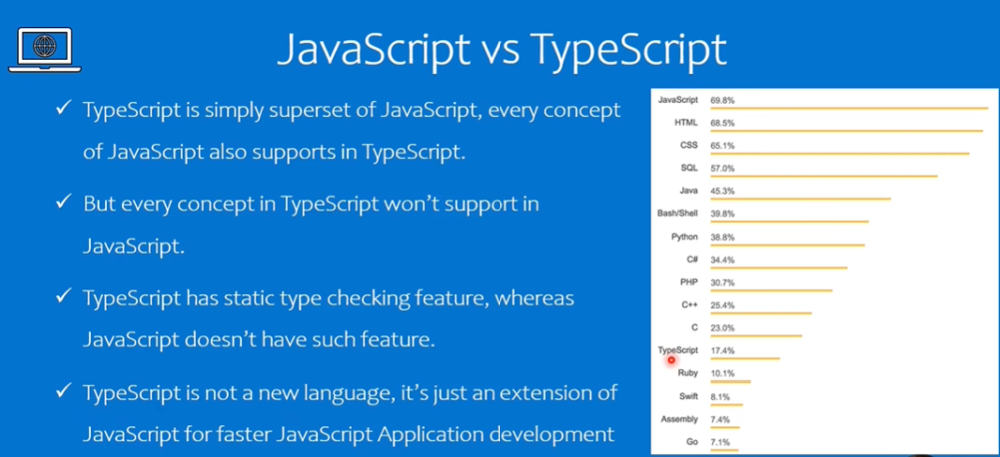 JavaScript vs TypeScript
✓ TypeScript is simply superset of JavaScript, every concept
of JavaScript also supports in TypeScript.
✓ But every concept in TypeScript won't support in
JavaScript.
✓ TypeScript has static type checking feature, whereas
JavaScript doesn't have such feature.
✓ TypeScript is not a new language, it's just an extension of
JavaScript for faster JavaScript Application development
JavaScript 69.8%
HTML 68.5%
CSS 65.1%
SQL 57.0%
Java 45.3%
Bash/Shell 39.8%
Python 38.8%
C# 34.4%
PHP 30.7%
C++ 25.4%
C 23.0%
TypeScript 17.4%
Ruby 10.1%
Swift 8.1%
Assembly 7.4%
Go 7.1%